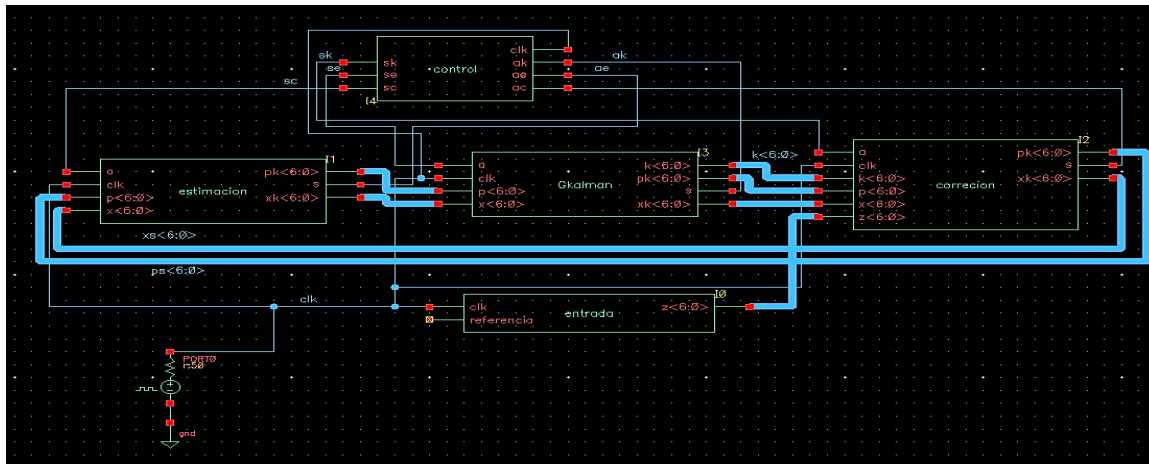 clk
sk
ak
sk
ak
se
control
ae
se
ae
sc
sc
ac
I4
I1
I3
I2
a
pk<6:0>
a
k<6:0>
k<6:0>
a
pk<6:0>
clk
estimacion
s
clk
Gkalman
pk<6:0>
clk
s
p<6:0>
p<6:0>
s
k<6:0>
correcion
xk<6:0>
x<6:0>
xk<6:0>
x<6:0>
xk<6:0>
p<6:0>
x<6:0>
z<6:0>
xs<6:0>
ps<6:0>
clk
I0
clk
entrada
z<6:0>
referencia
PORT0
r:50
gnd